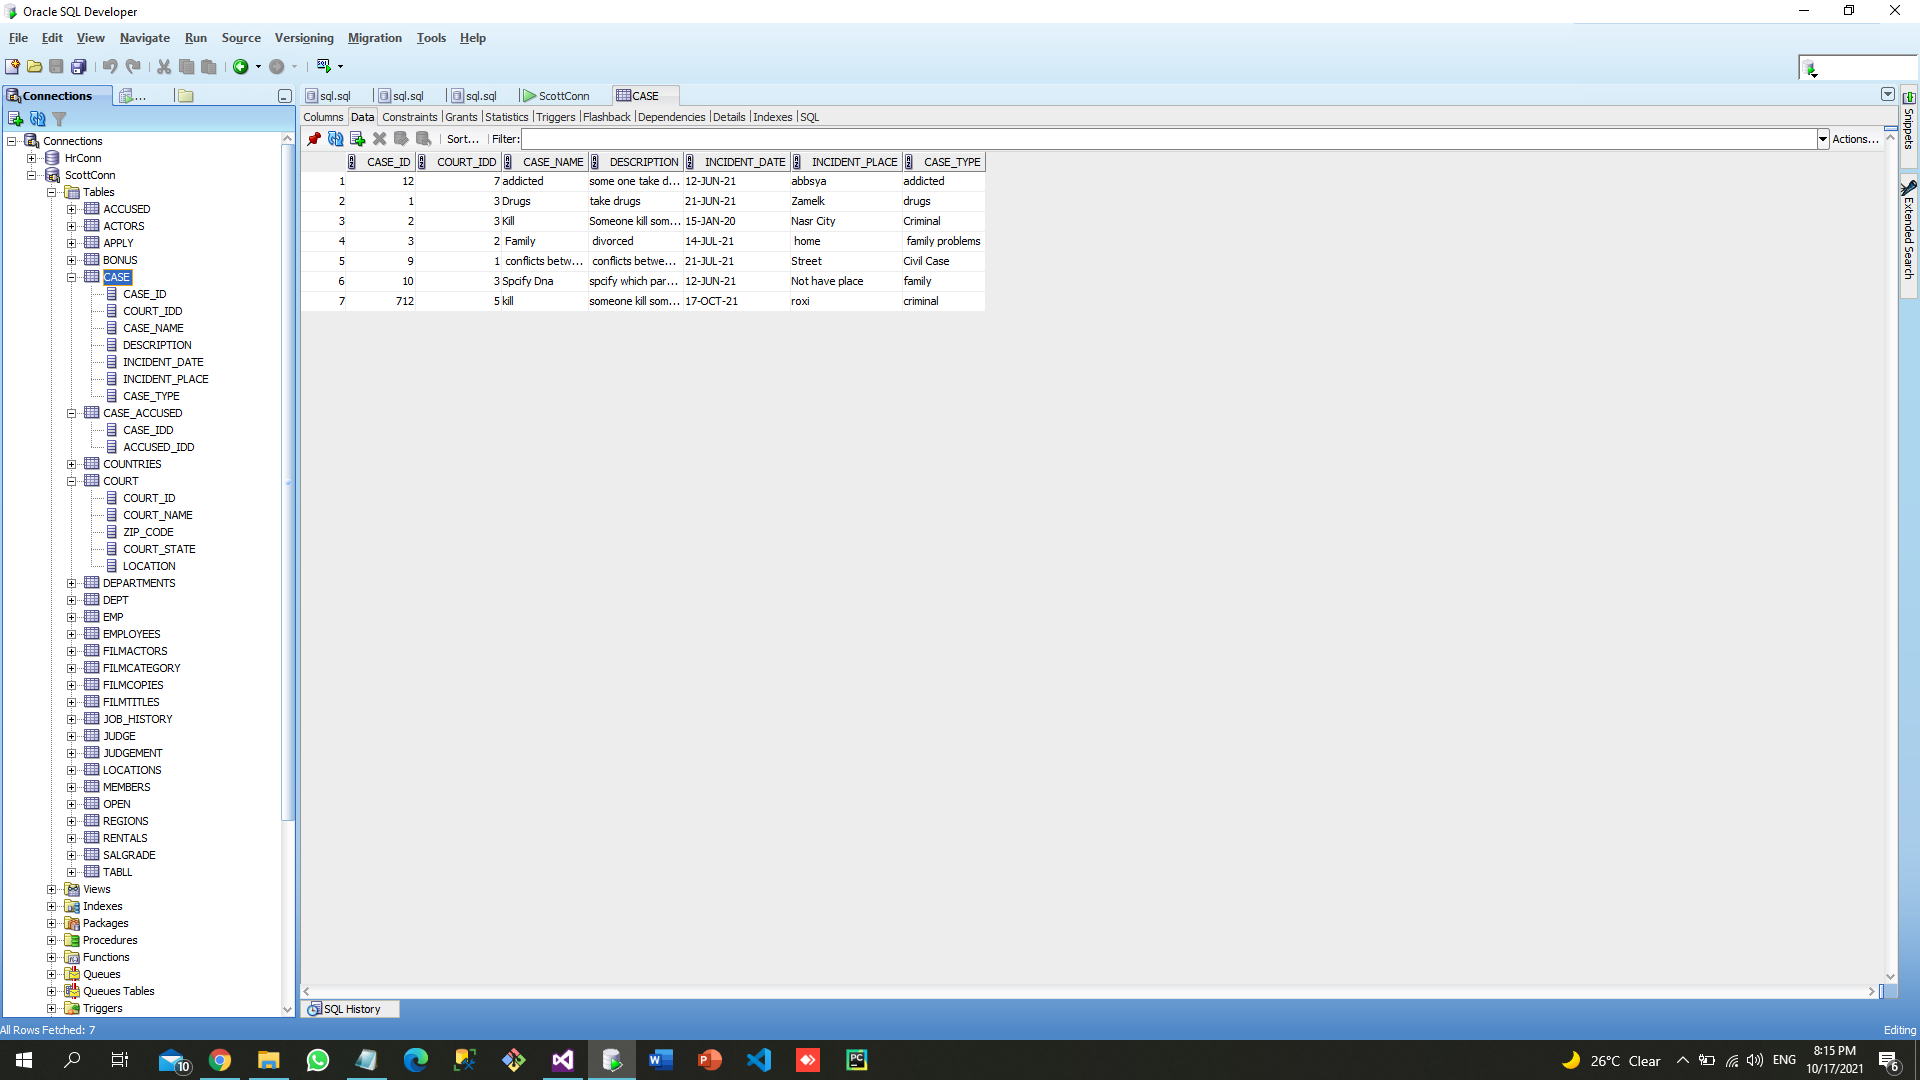 Oracle SQL Developer
File Edit View Navigate Run Source Versioning Migration Tools Help
Connections ...
sql.sql sql.sql sql.sql ScottConn CASE
Columns Data Constraints Grants Statistics Triggers Flashback Dependencies Details Indexes SQL
Sort... Filter: Actions...
CASE_ID COURT_IDD CASE_NAME DESCRIPTION INCIDENT_DATE INCIDENT_PLACE CASE_TYPE
1 12 7 addicted some one take d... 12-JUN-21 abbsya addicted
2 1 3 Drugs take drugs 21-JUN-21 Zamelk drugs
3 2 3 Kill Someone kill som... 15-JAN-20 Nasr City Criminal
4 3 2 Family divorced 14-JUL-21 home family problems
5 9 1 conflicts betw... conflicts betwe... 21-JUL-21 Street Civil Case
6 10 3 Spcify Dna spcify which par... 12-JUN-21 Not have place family
7 712 5 kill someone kill som... 17-OCT-21 roxi criminal
Connections
HrConn
ScottConn
Tables
ACCUSED
ACTORS
APPLY
BONUS
CASE
CASE_ID
COURT_IDD
CASE_NAME
DESCRIPTION
INCIDENT_DATE
INCIDENT_PLACE
CASE_TYPE
CASE_ACCUSED
CASE_IDD
ACCUSED_IDD
COUNTRIES
COURT
COURT_ID
COURT_NAME
ZIP_CODE
COURT_STATE
LOCATION
DEPARTMENTS
DEPT
EMP
EMPLOYEES
FILMACTORS
FILMCATEGORY
FILMCOPIES
FILMTITLES
JOB_HISTORY
JUDGE
JUDGEMENT
LOCATIONS
MEMBERS
OPEN
REGIONS
RENTALS
SALGRADE
TABLL
Views
Indexes
Packages
Procedures
Functions
Queues
Queues Tables
Triggers
Snippets
Extended Search
SQL History
All Rows Fetched: 7
Editing
10
26°C Clear
ENG
8:15 PM
10/17/2021
6